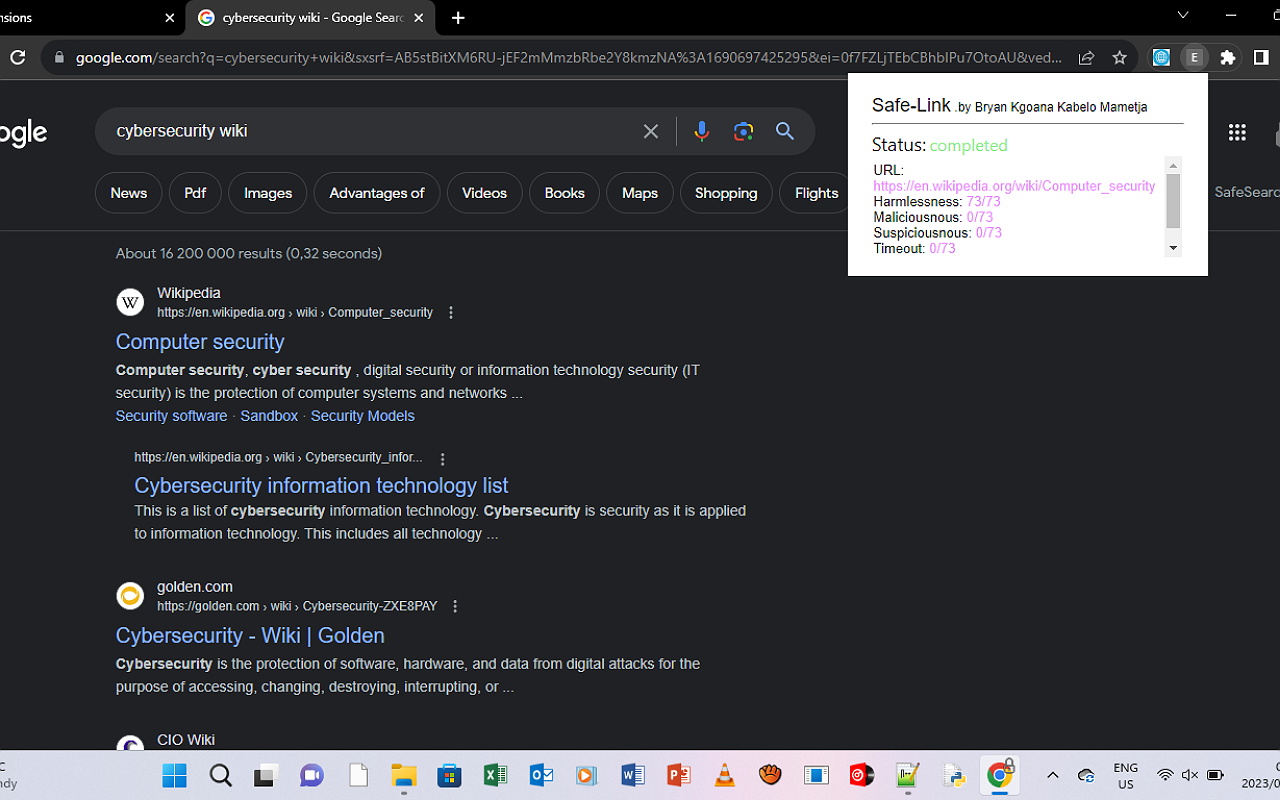 nsions
cybersecurity wiki - Google Searc
google.com/search?q=cybersecurity+wiki&sxsrf=AB5stBitXM6RU-jEF2mMmzbRbe2Y8kmzNA%3A1690697425295&ei=0f7FZLjTEbCBhbIPu7OtoAU&ved...
E
Safe-Link .by Bryan Kgoana Kabelo Mametja
Status: completed
URL:
https://en.wikipedia.org/wiki/Computer_security
Harmlessness: 73/73
Maliciousnous: 0/73
Suspiciousnous: 0/73
Timeout: 0/73
ogle
cybersecurity wiki
News
Pdf
Images
Advantages of
Videos
Books
Maps
Shopping
Flights
SafeSearc
About 16 200 000 results (0,32 seconds)
W
Wikipedia
https://en.wikipedia.org › wiki › Computer_security
Computer security
Computer security, cyber security , digital security or information technology security (IT
security) is the protection of computer systems and networks ...
Security software · Sandbox · Security Models
https://en.wikipedia.org › wiki › Cybersecurity_infor...
Cybersecurity information technology list
This is a list of cybersecurity information technology. Cybersecurity is security as it is applied
to information technology. This includes all technology ...
golden.com
https://golden.com › wiki › Cybersecurity-ZXE8PAY
Cybersecurity - Wiki | Golden
Cybersecurity is the protection of software, hardware, and data from digital attacks for the
purpose of accessing, changing, destroying, interrupting, or ...
CIO Wiki
C
ndy
ENG
US
0
2023/0